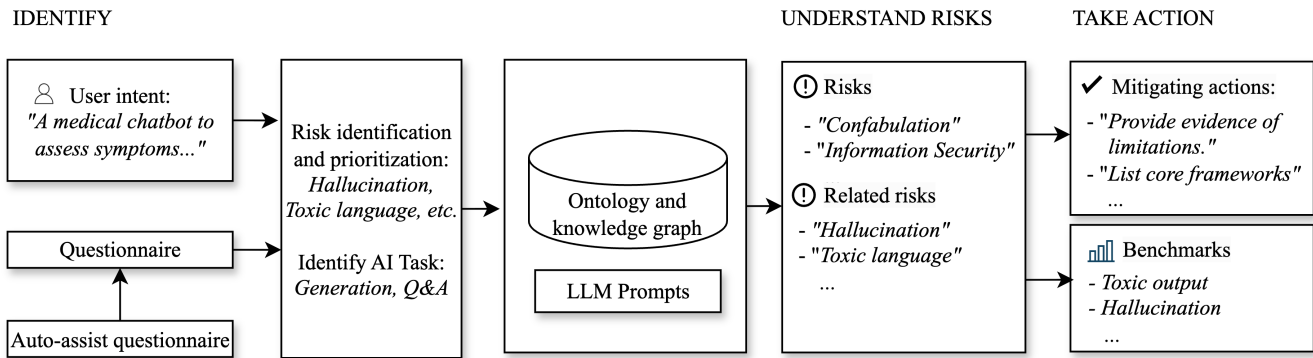 IDENTIFY
UNDERSTAND RISKS
TAKE ACTION
User intent:
"A medical chatbot to
assess symptoms..."
Questionnaire
Auto-assist questionnaire
Risk identification
and prioritization:
Hallucination,
Toxic language, etc.
Identify AI Task:
Generation, Q&A
Ontology and
knowledge graph
LLM Prompts
Risks
- "Confabulation"
- "Information Security"
Related risks
- "Hallucination"
- "Toxic language"
...
Mitigating actions:
- "Provide evidence of
limitations."
- "List core frameworks"
...
Benchmarks
- Toxic output
- Hallucination
...